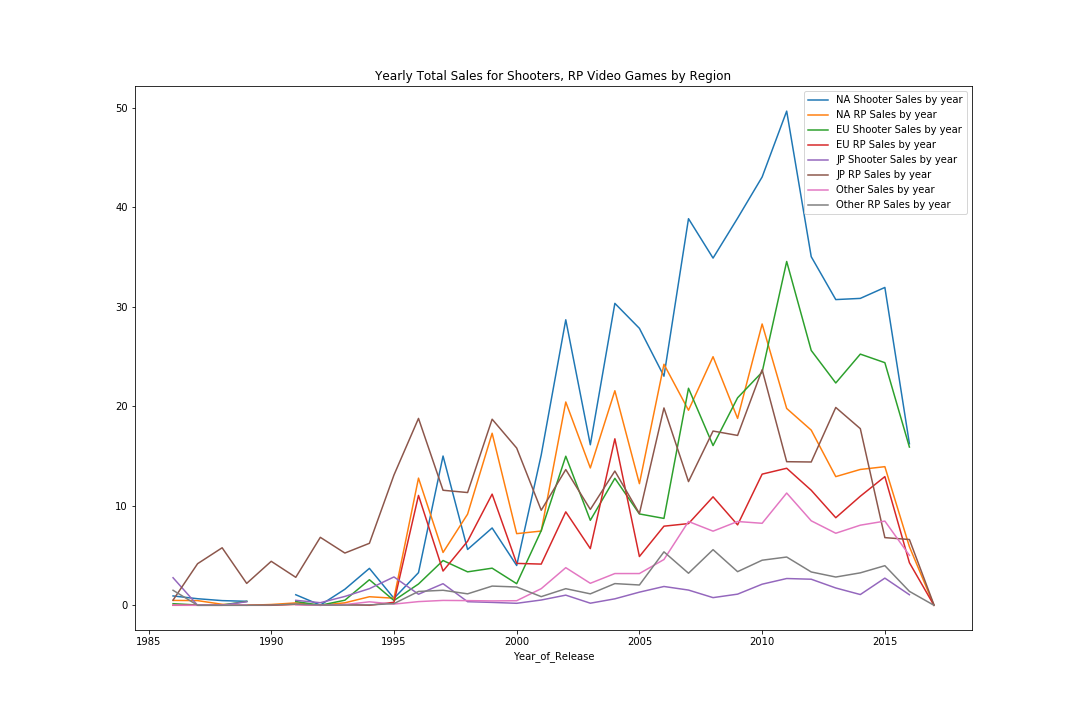 Yearly Total Sales for Shooters, RP Video Games by Region
NA Shooter Sales by year
NA RP Sales by year
EU Shooter Sales by year
EU RP Sales by year
JP Shooter Sales by year
JP RP Sales by year
Other Sales by year
Other RP Sales by year
50
40
30
20
10
0
1985 1990 1995 2000 2005 2010 2015
Year_of_Release